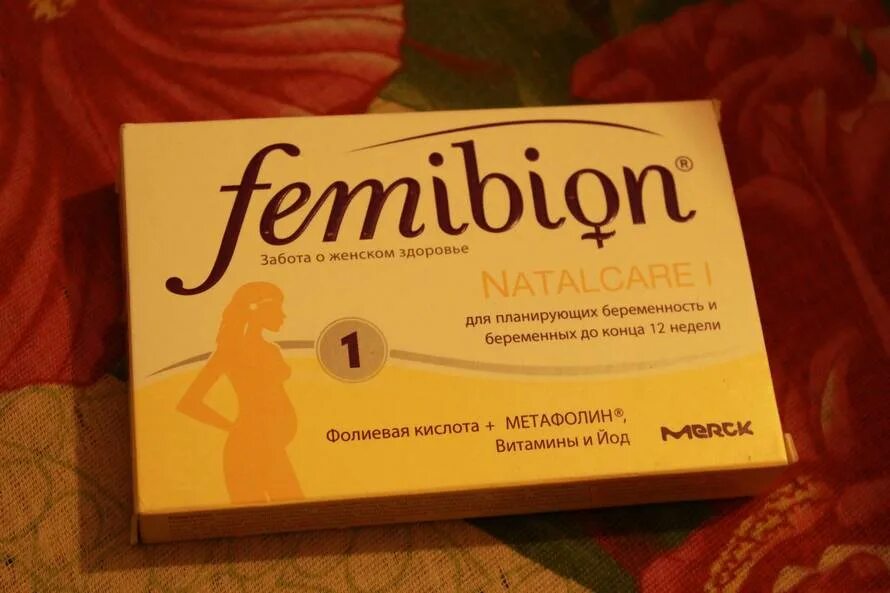 femibion®
Забота о женском здоровье
NATALCARE I
для планирующих беременность и
беременных до конца 12 недели
1
Фолиевая кислота + МЕТАФОЛИН®,
Витамины и Йод
MERCK